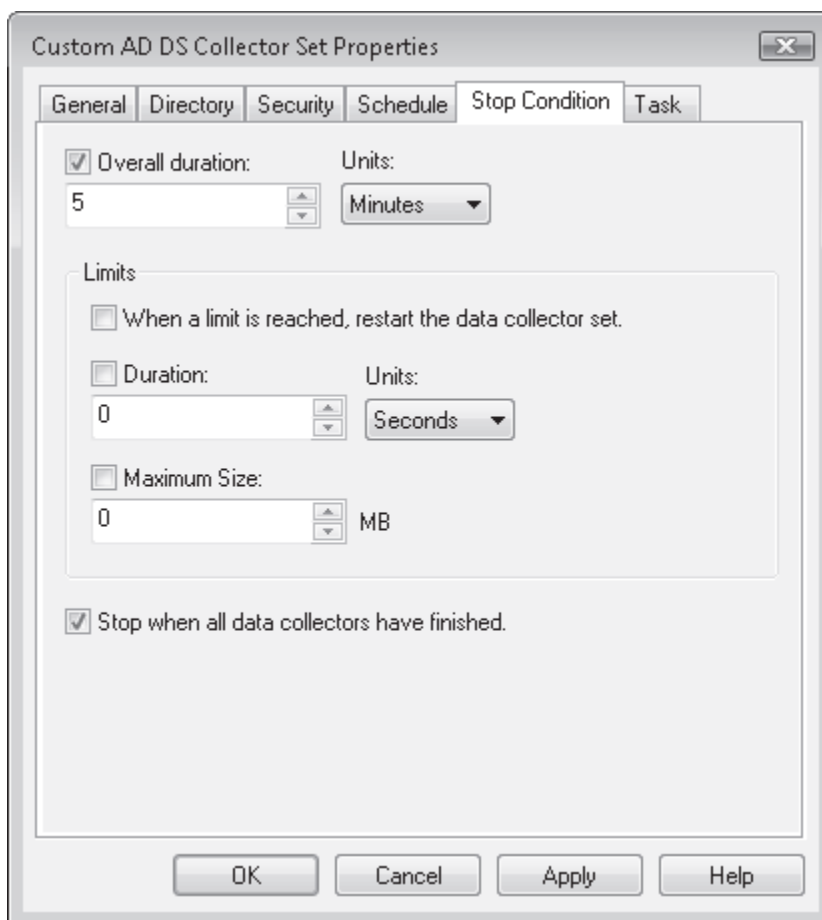 Custom AD DS Collector Set Properties
General Directory Security Schedule Stop Condition Task
Overall duration: Units:
5 Minutes
Limits
When a limit is reached, restart the data collector set.
Duration: Units:
0 Seconds
Maximum Size:
0 MB
Stop when all data collectors have finished.
OK Cancel Apply Help